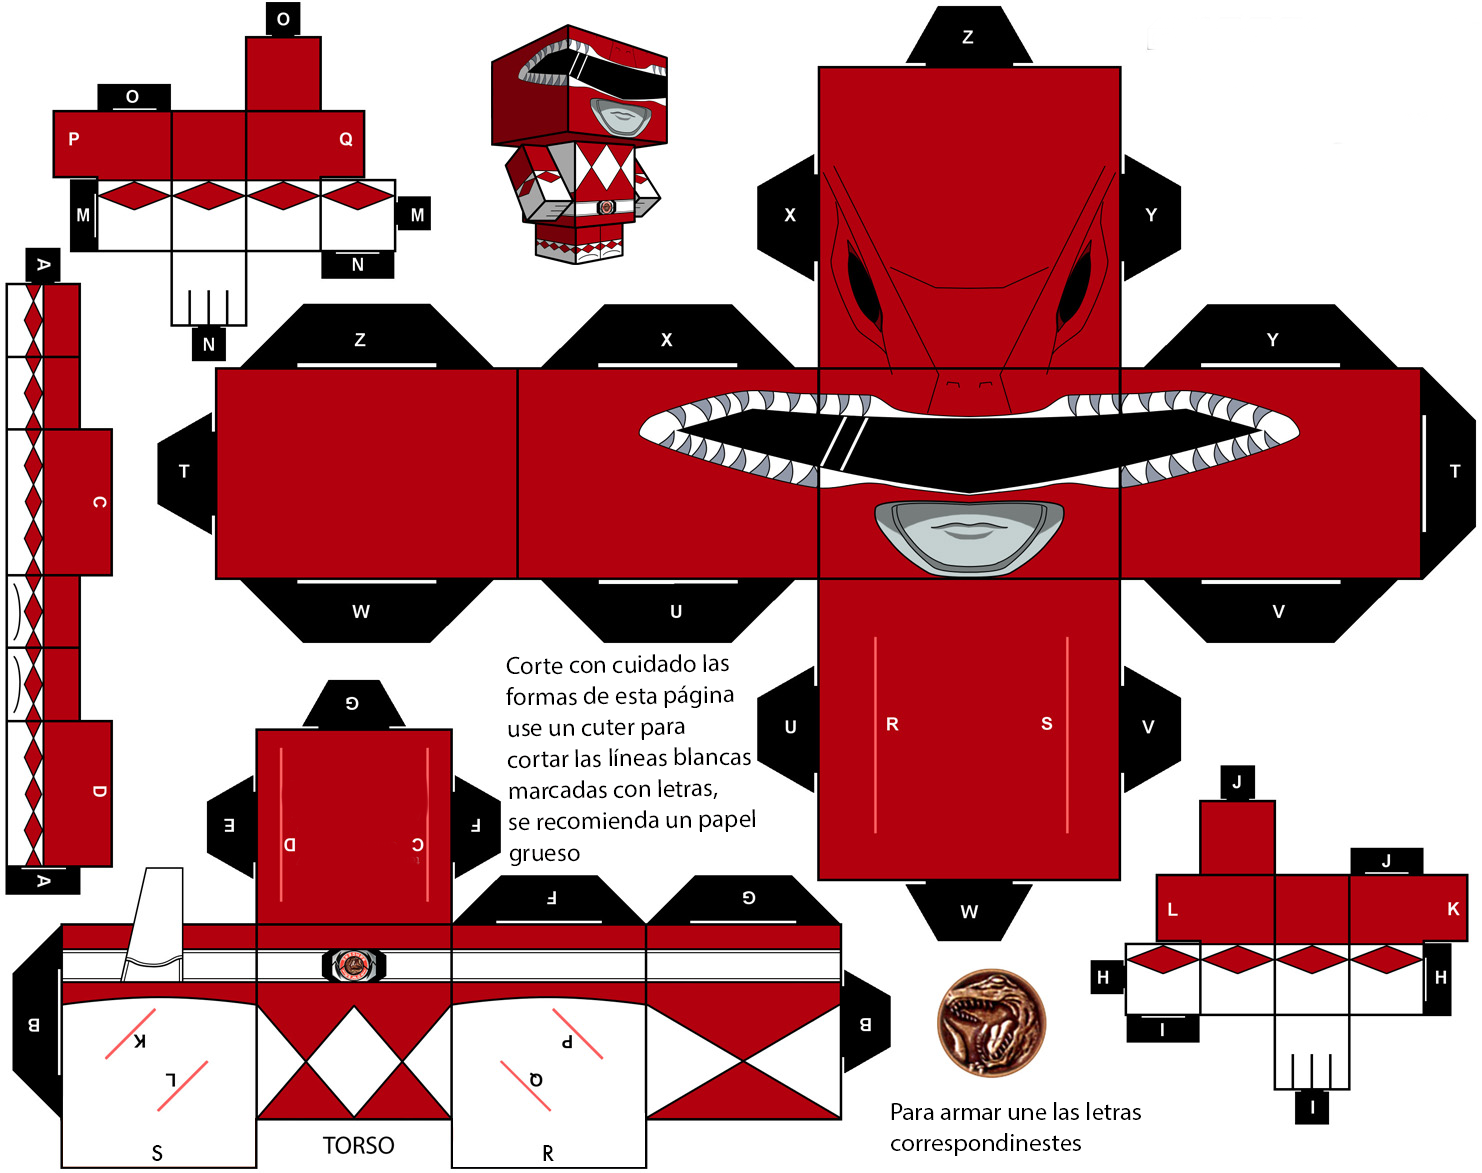 O
Z
O
P
Q
M
M
X
Y
N
A
N
Z
X
Y
T
T
C
W
U
V
Corte con cuidado las
formas de esta página
use un cuter para
cortar las líneas blancas
marcadas con letras,
se recomienda un papel
grueso
G
U
R
S
V
D
E
D
C
F
J
J
A
F
G
W
L
K
H
H
B
K
P
B
I
L
Q
I
S
TORSO
R
Para armar une las letras
correspondinestes